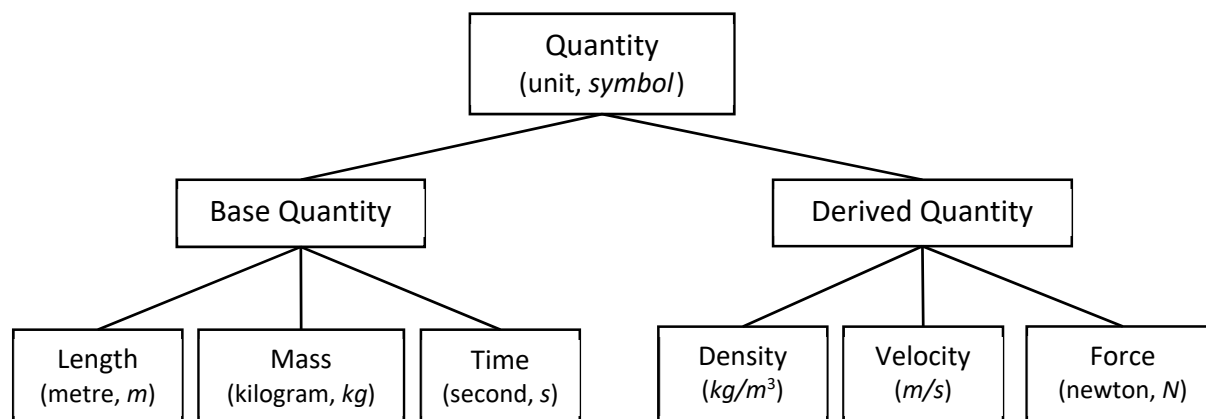 Quantity
(unit, symbol)
Base Quantity
Derived Quantity
Length
(metre, m)
Mass
(kilogram, kg)
Time
(second, s)
Density
(kg/m³)
Velocity
(m/s)
Force
(newton, N)